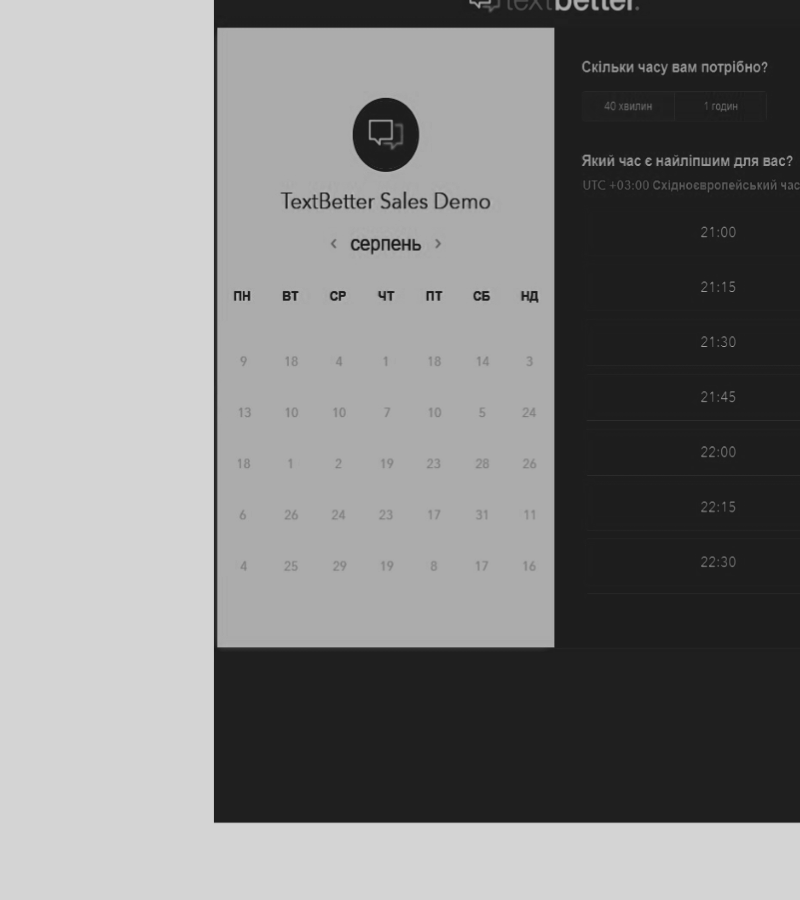 textbetter.
TextBetter Sales Demo
< серпень >
ПН ВТ СР ЧТ ПТ СБ НД
9 18 4 1 18 14 3
13 10 10 7 10 5 24
18 1 2 19 23 28 26
6 26 24 23 17 31 11
4 25 29 19 8 17 16
Скільки часу вам потрібно?
40 хвилин 1 годин
Який час є найліпшим для вас?
UTC +03:00 Східноєвропейський час
21:00
21:15
21:30
21:45
22:00
22:15
22:30